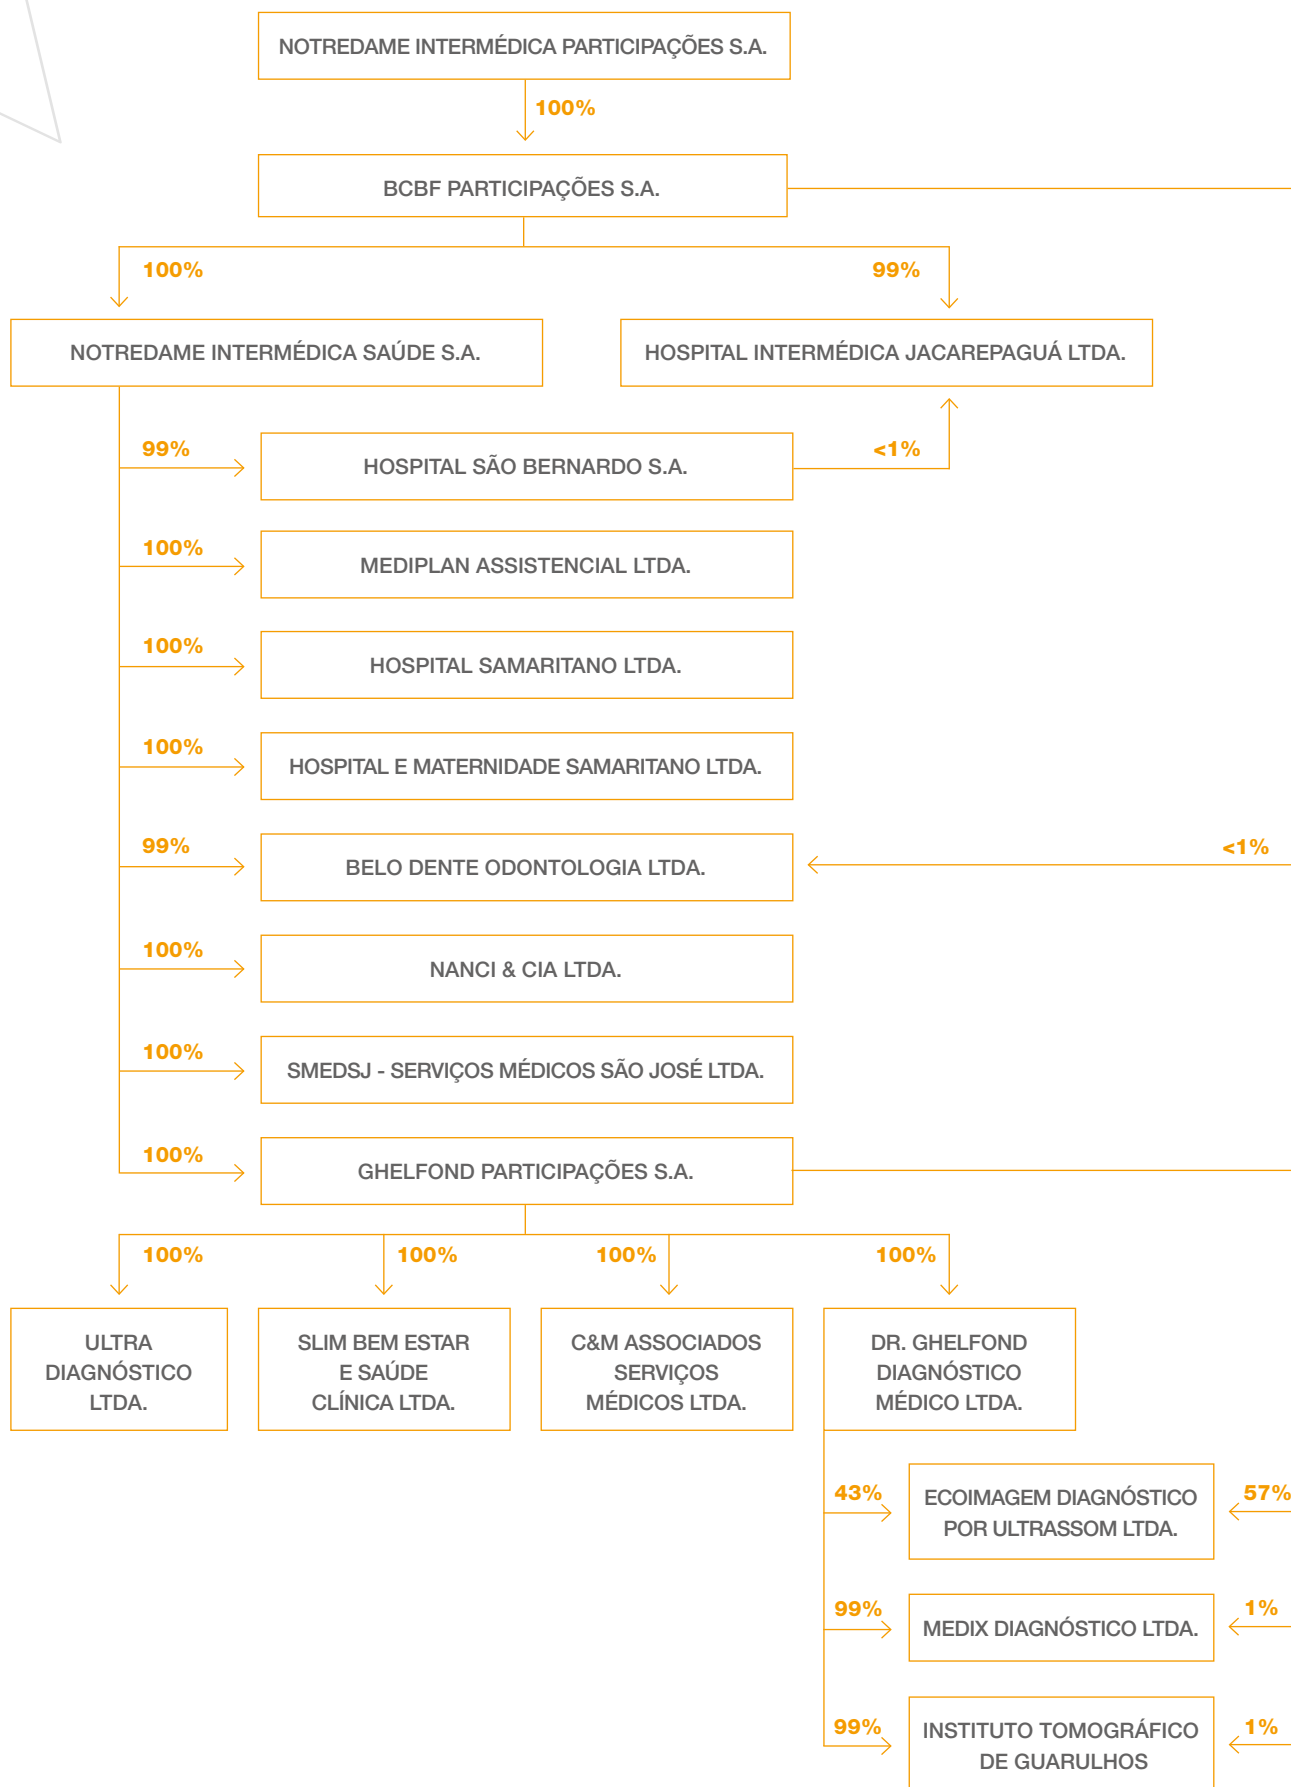 NOTREDAME INTERMÉDICA PARTICIPAÇÕES S.A.
100%
BCBF PARTICIPAÇÕES S.A.
100%
99%
NOTREDAME INTERMÉDICA SAÚDE S.A.
HOSPITAL INTERMÉDICA JACAREPAGUÁ LTDA.
99%
HOSPITAL SÃO BERNARDO S.A.
<1%
100%
MEDIPLAN ASSISTENCIAL LTDA.
100%
HOSPITAL SAMARITANO LTDA.
100%
HOSPITAL E MATERNIDADE SAMARITANO LTDA.
99%
BELO DENTE ODONTOLOGIA LTDA.
<1%
100%
NANCI & CIA LTDA.
100%
SMEDSJ - SERVIÇOS MÉDICOS SÃO JOSÉ LTDA.
100%
GHELFOND PARTICIPAÇÕES S.A.
100%
100%
100%
100%
ULTRA
DIAGNÓSTICO
LTDA.
SLIM BEM ESTAR
E SAÚDE
CLÍNICA LTDA.
C&M ASSOCIADOS
SERVIÇOS
MÉDICOS LTDA.
DR. GHELFOND
DIAGNÓSTICO
MÉDICO LTDA.
43%
ECOIMAGEM DIAGNÓSTICO
POR ULTRASSOM LTDA.
57%
99%
MEDIX DIAGNÓSTICO LTDA.
1%
99%
INSTITUTO TOMOGRÁFICO
DE GUARULHOS
1%